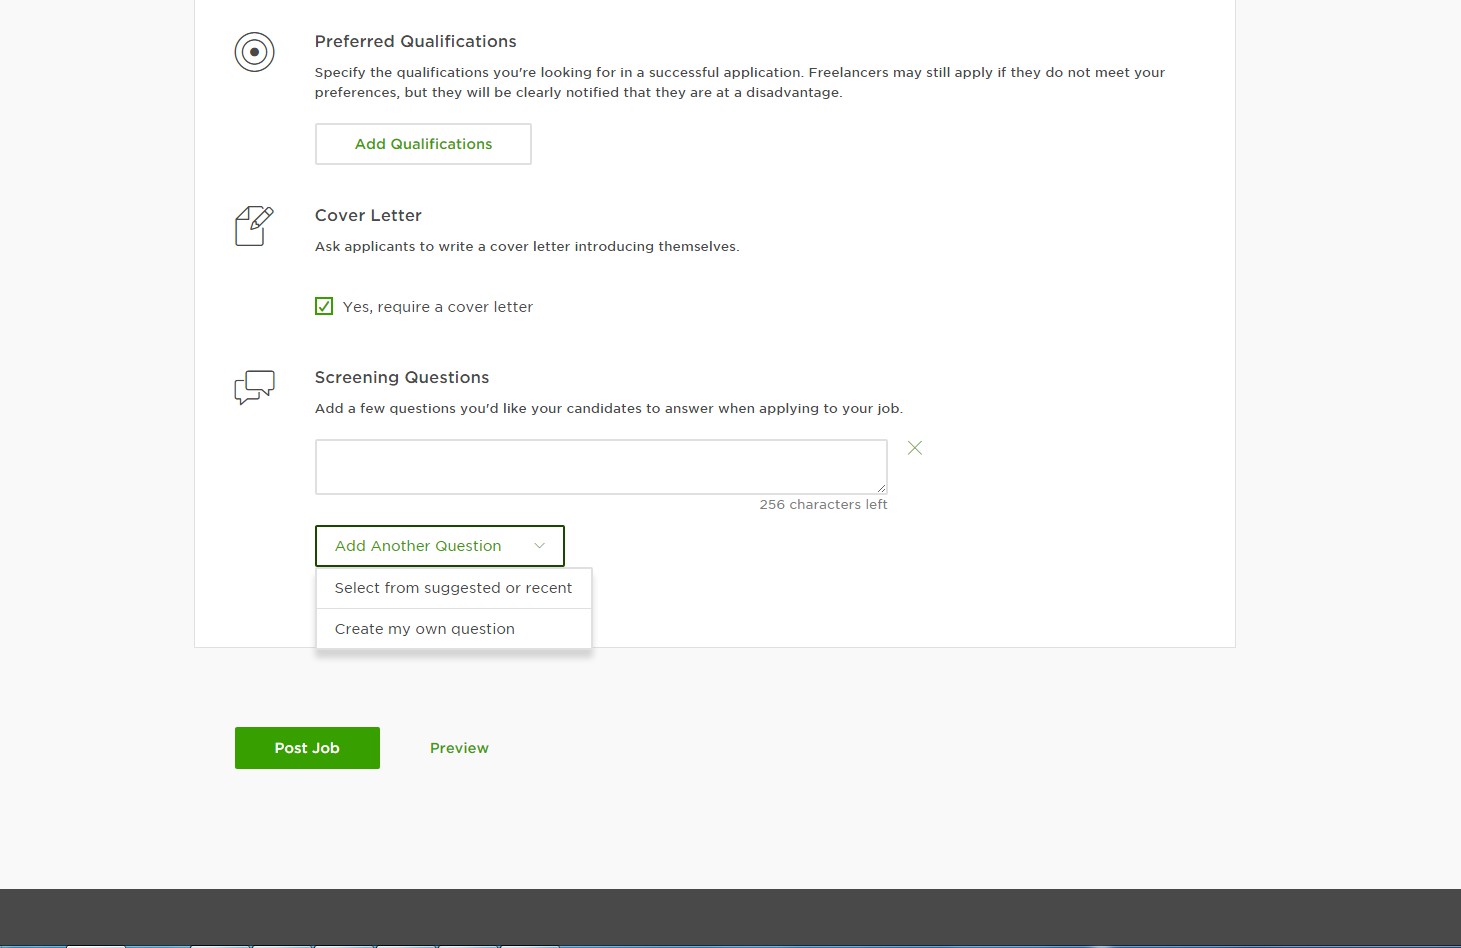 Preferred Qualifications
Specify the qualifications you're looking for in a successful application. Freelancers may still apply if they do not meet your
preferences, but they will be clearly notified that they are at a disadvantage.
Add Qualifications
Cover Letter
Ask applicants to write a cover letter introducing themselves.
Yes, require a cover letter
Screening Questions
Add a few questions you'd like your candidates to answer when applying to your job.
256 characters left
Add Another Question
Select from suggested or recent
Create my own question
Post Job
Preview